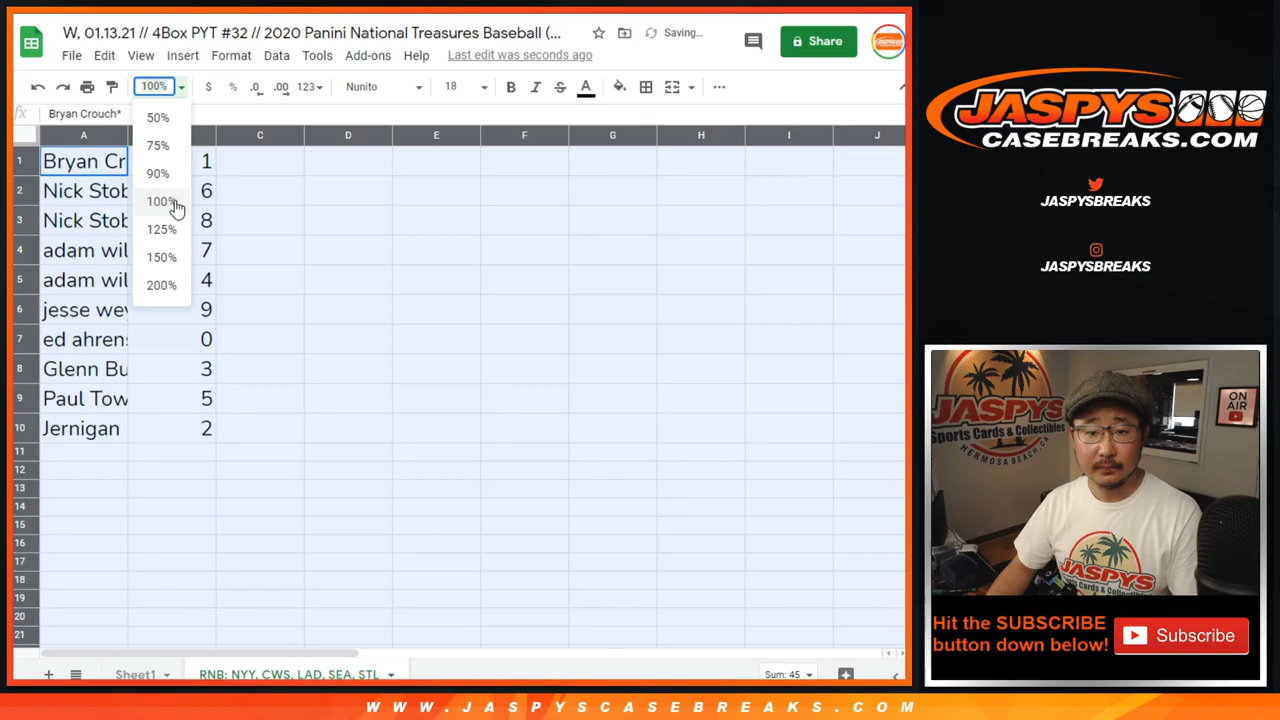 W, 01.13.21 // 4Box PYT #32 // 2020 Panini National Treasures Baseball (...
Saving...
Share
File Edit View Insert Format Data Tools Add-ons Help Last edit was seconds ago
100% $ % .0 .00 123 Nunito 18 B I S A
fx Bryan Crouch*
50%
75%
90%
100%
125%
150%
200%
A C D E F G H I J
1 Bryan Cr 1
2 Nick Stob 6
3 Nick Stob 8
4 adam wil 7
5 adam wil 4
6 jesse wey 9
7 ed ahrens 0
8 Glenn Bu 3
9 Paul Tow 5
10 Jernigan 2
11
12
13
14
15
16
17
18
19
20
21
Sheet1 RNB: NYY, CWS, LAD, SEA, STL Sum: 45
JASPYS
CASEBREAKS.COM
JASPYSBREAKS
JASPYSBREAKS
JASPYS
Sports Cards & Collectibles
HERMOSA BEACH, CA
ON
AIR
JASPYS
Hit the SUBSCRIBE
button down below!
Subscribe
WWW.JASPYSCASEBREAKS.COM